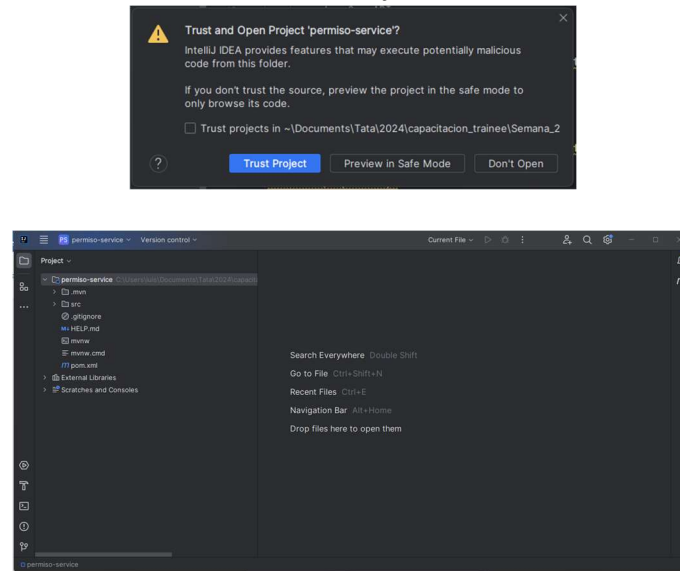 Trust and Open Project 'permiso-service'?
IntelliJ IDEA provides features that may execute potentially malicious
code from this folder.
If you don't trust the source, preview the project in the safe mode to
only browse its code.
Trust projects in ~\Documents\Tata\2024\capacitacion_trainee\Semana_2
? Trust Project Preview in Safe Mode Don't Open
PS permiso-service Version control Current File
Project
permiso-service
.mvn
src
.gitignore
M↓ HELP.md
mvnw
mvnw.cmd
m pom.xml
External Libraries
Scratches and Consoles
Search Everywhere Double Shift
Go to File Ctrl+Shift+N
Recent Files Ctrl+E
Navigation Bar Alt+Home
Drop files here to open them
permiso-service